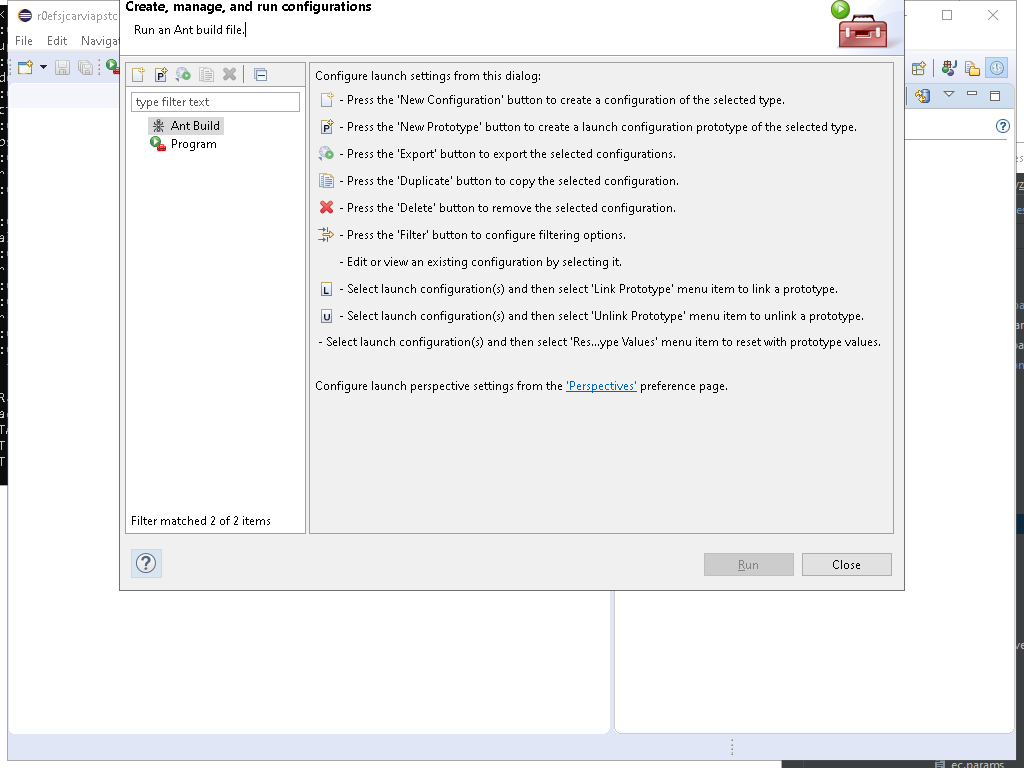 Create, manage, and run configurations
r0efsjcarviapstc
Run an Ant build file.
File Edit Navigat
type filter text
Ant Build
Program
Filter matched 2 of 2 items
Configure launch settings from this dialog:
- Press the 'New Configuration' button to create a configuration of the selected type.
- Press the 'New Prototype' button to create a launch configuration prototype of the selected type.
- Press the 'Export' button to export the selected configurations.
- Press the 'Duplicate' button to copy the selected configuration.
- Press the 'Delete' button to remove the selected configuration.
- Press the 'Filter' button to configure filtering options.
- Edit or view an existing configuration by selecting it.
L - Select launch configuration(s) and then select 'Link Prototype' menu item to link a prototype.
U - Select launch configuration(s) and then select 'Unlink Prototype' menu item to unlink a prototype.
- Select launch configuration(s) and then select 'Res...ype Values' menu item to reset with prototype values.
Configure launch perspective settings from the 'Perspectives' preference page.
Run Close
ec.params